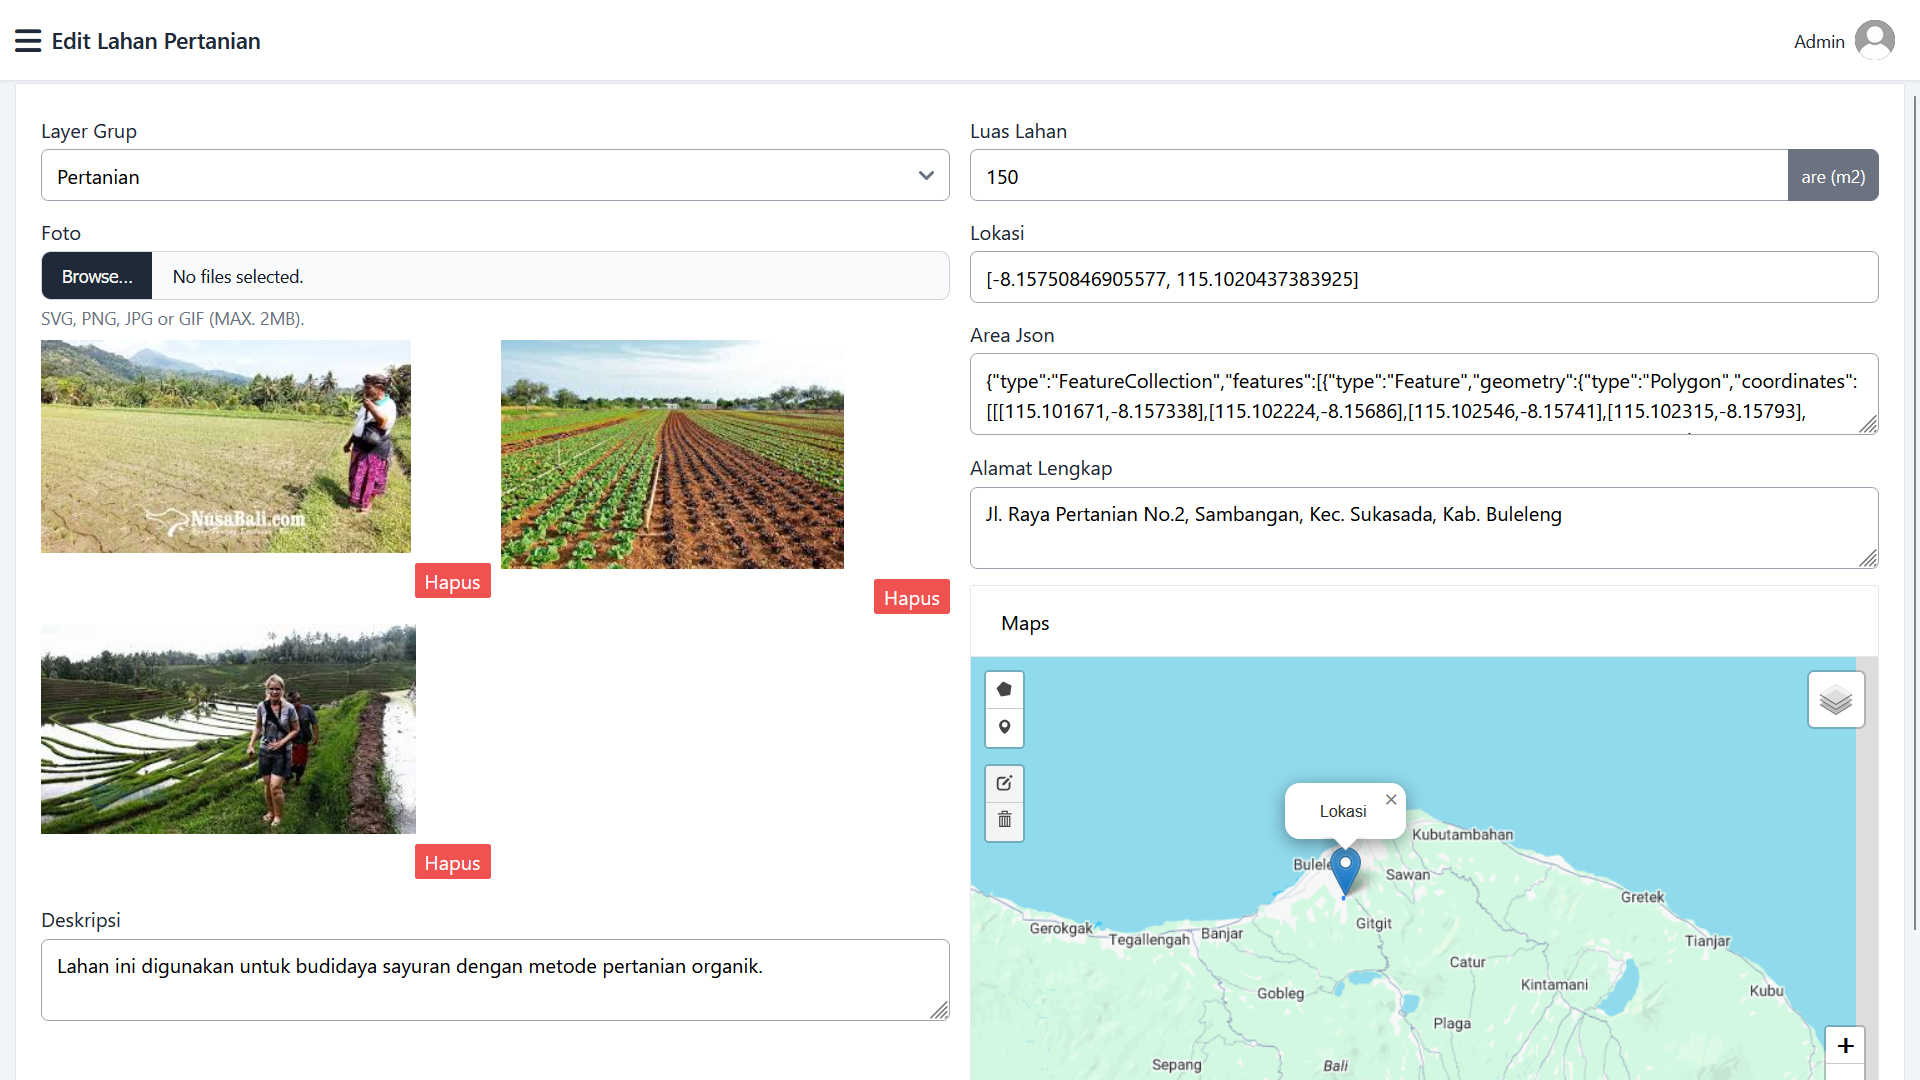 Edit Lahan Pertanian
Admin
Layer Grup
Pertanian
Foto
Browse...
No files selected.
SVG, PNG, JPG or GIF (MAX. 2MB).
NusaBali.com
Hapus
Hapus
Hapus
Deskripsi
Lahan ini digunakan untuk budidaya sayuran dengan metode pertanian organik.
Luas Lahan
150
are (m2)
Lokasi
[-8.15750846905577, 115.1020437383925]
Area Json
{"type":"FeatureCollection","features":[{"type":"Feature","geometry":{"type":"Polygon","coordinates":
[[[115.101671,-8.157338],[115.102224,-8.15686],[115.102546,-8.15741],[115.102315,-8.15793],
Alamat Lengkap
Jl. Raya Pertanian No.2, Sambangan, Kec. Sukasada, Kab. Buleleng
Maps
Lokasi
×
Kubutambahan
Sawan
Gretek
Gitgit
Gerokgak
Tegallengah
Banjar
Tianjar
Catur
Kintamani
Kubu
Gobleg
Plaga
Sepang
Bali
+